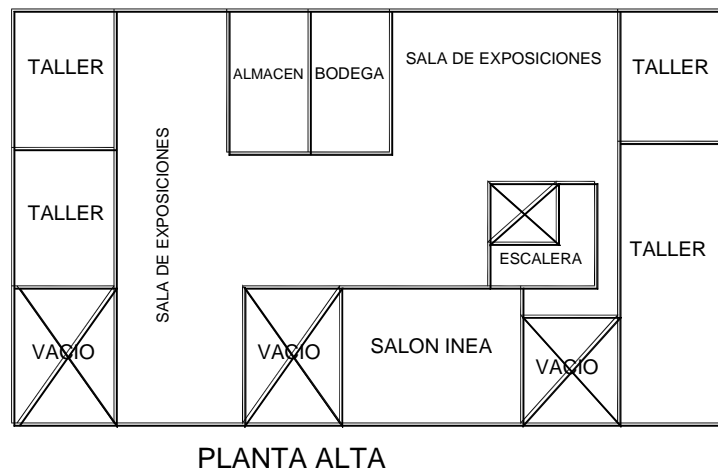 TALLER
ALMACEN
BODEGA
SALA DE EXPOSICIONES
TALLER
SALA DE EXPOSICIONES
TALLER
TALLER
ESCALERA
VACIO
VACIO
SALON INEA
VACIO
PLANTA ALTA